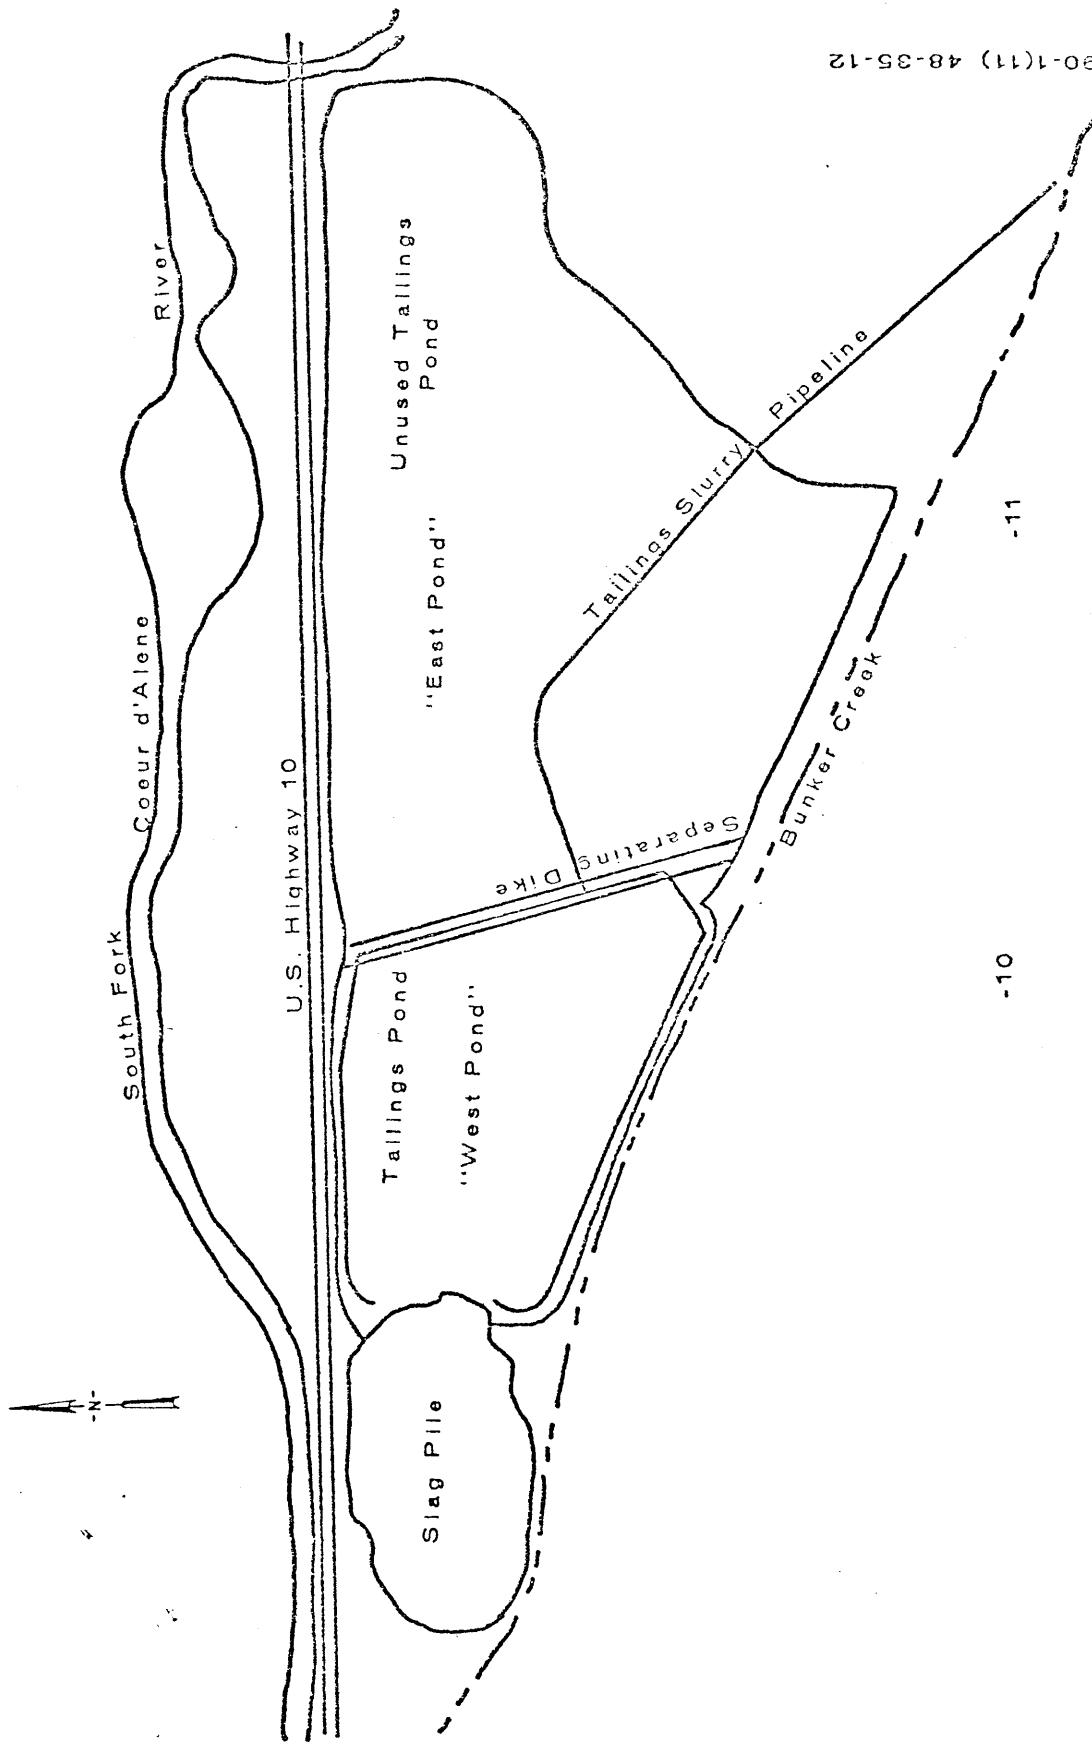 South Fork
Coeur d'Alene
River
-N-
U.S. Highway 10
Slag Pile
Tailings Pond
"West Pond"
Separating Dike
"East Pond"
Unused Tailings
Pond
Tailings Slurry Pipeline
Bunker Creek
-10
-11
90-1(11) 48-35-12